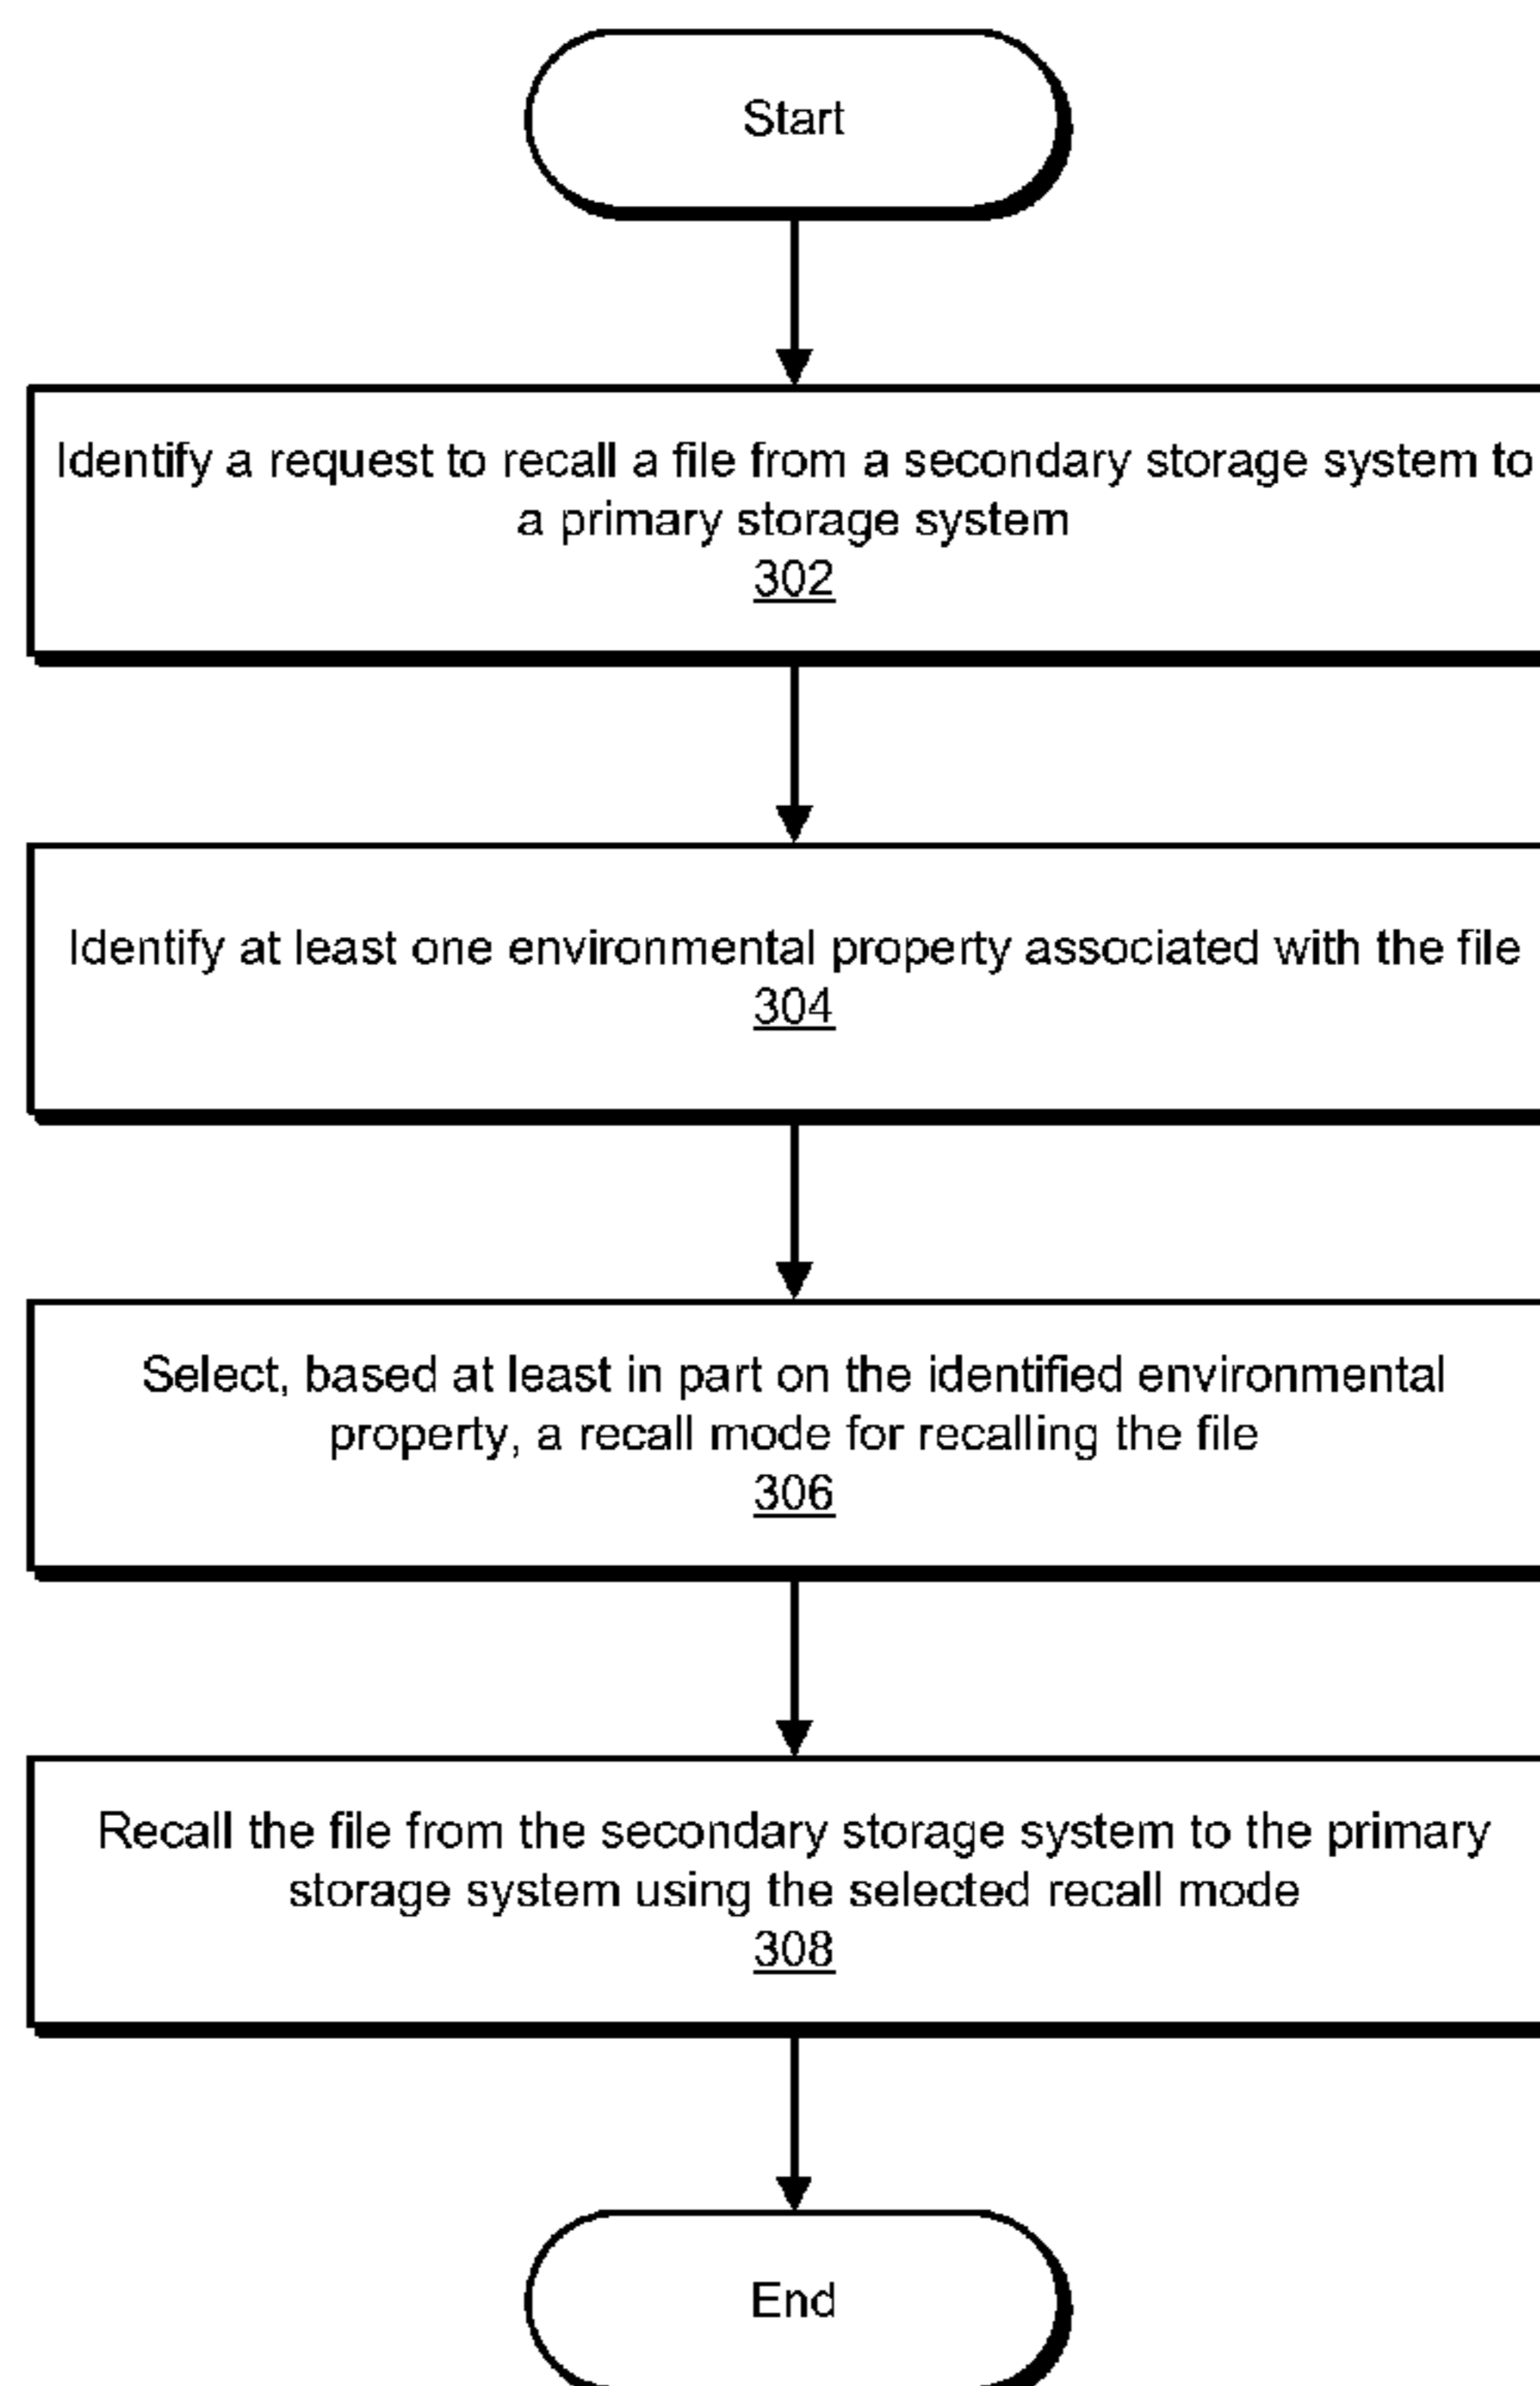 Start
Identify a request to recall a file from a secondary storage system to
a primary storage system
302
Identify at least one environmental property associated with the file
304
Select, based at least in part on the identified environmental
property, a recall mode for recalling the file
306
Recall the file from the secondary storage system to the primary
storage system using the selected recall mode
308
End